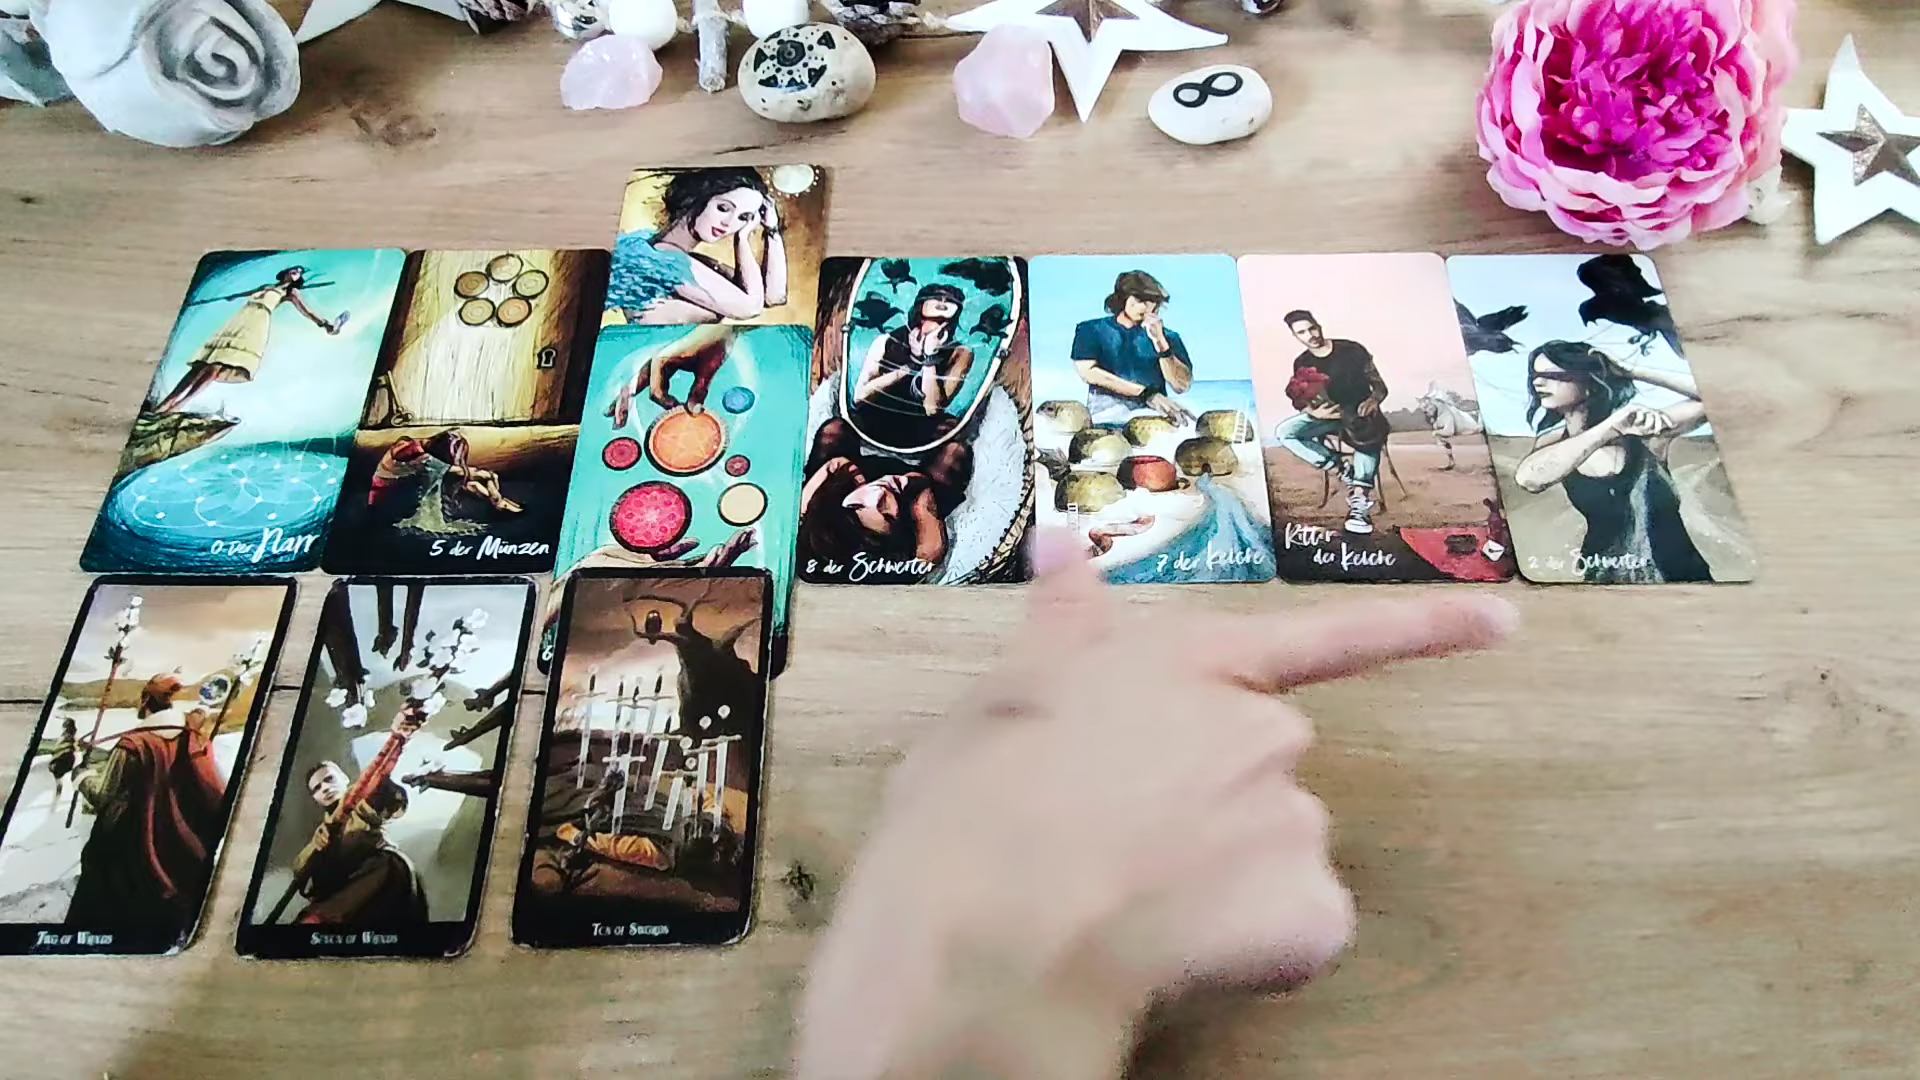 0. Der Narr
5 der Münzen
8 der Schwerter
7 der Kelche
Ritter
der Kelche
2 der Schwerter
Two of Wands
Seven of Wands
Ten of Swords